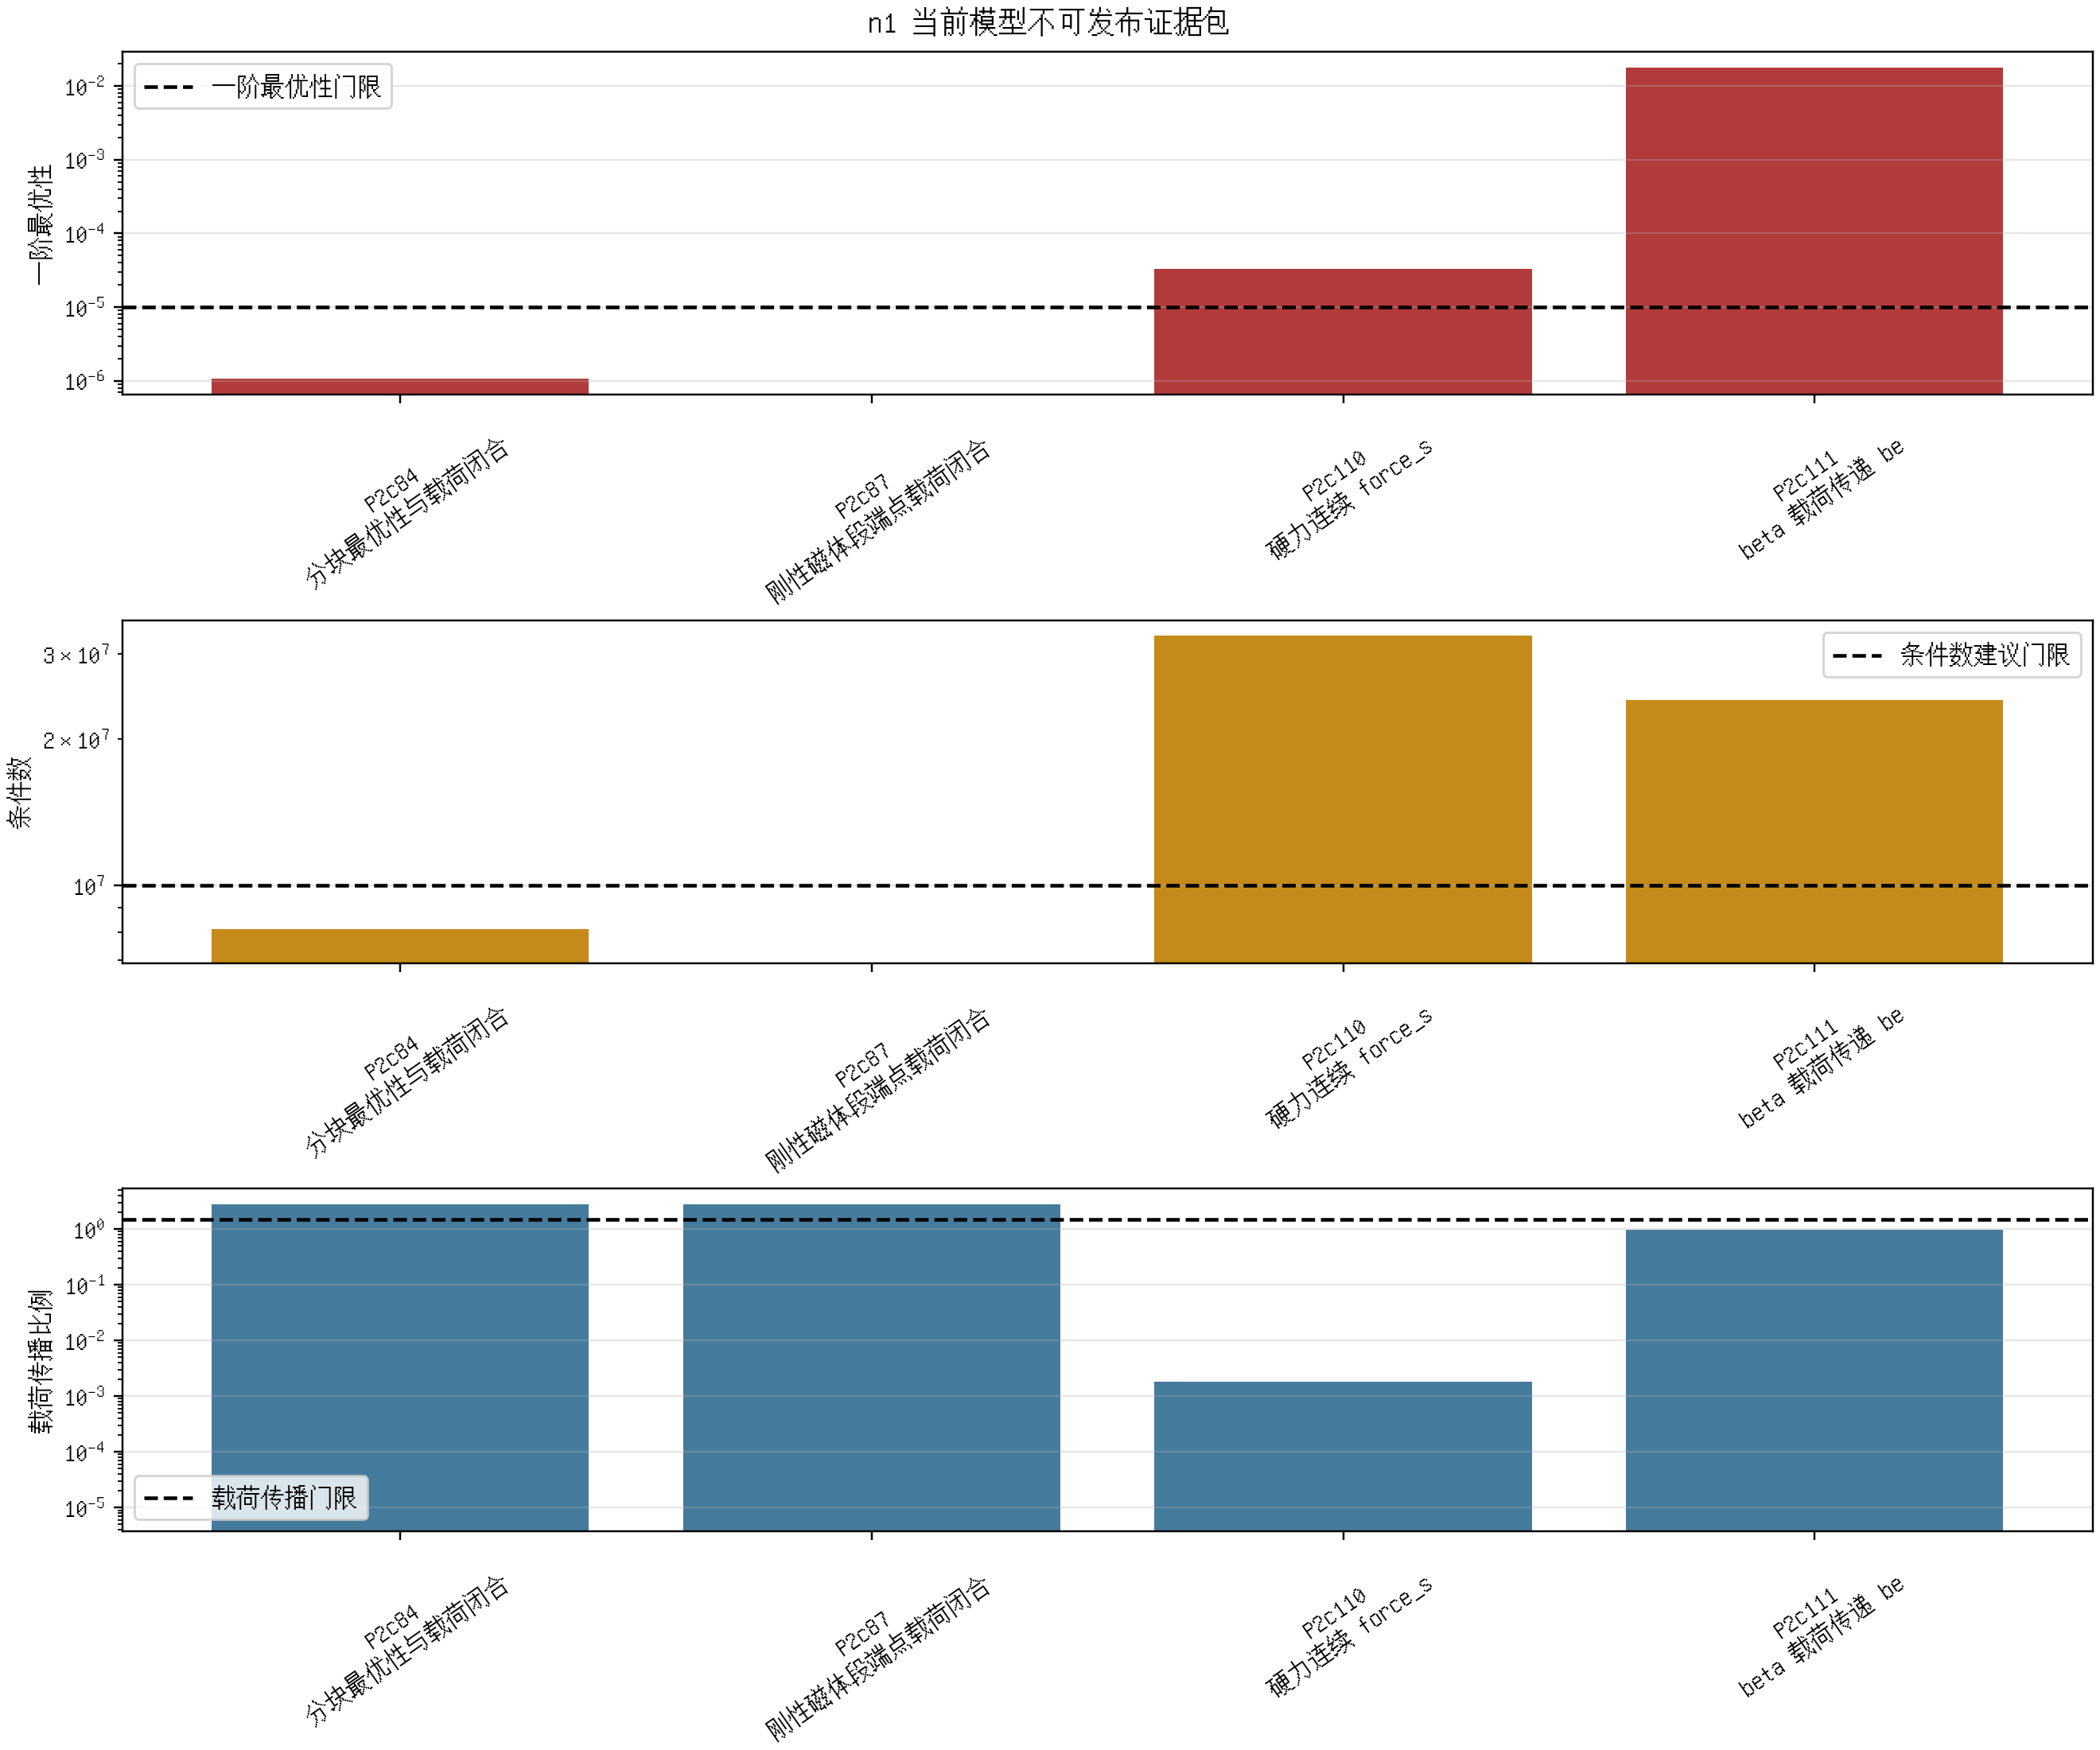 n1 当前模型不可发布证据包
一阶最优性门限
一阶最优性
10⁻²
10⁻³
10⁻⁴
10⁻⁵
10⁻⁶
P2c84
分块最优性与载荷闭合
P2c87
刚性磁体段端点载荷闭合
P2c110
硬力连续 force_s
P2c111
beta 载荷传递 be
条件数建议门限
条件数
3×10⁷
2×10⁷
10⁷
P2c84
分块最优性与载荷闭合
P2c87
刚性磁体段端点载荷闭合
P2c110
硬力连续 force_s
P2c111
beta 载荷传递 be
载荷传播比例
10⁰
10⁻¹
10⁻²
10⁻³
10⁻⁴
10⁻⁵
载荷传播门限
P2c84
分块最优性与载荷闭合
P2c87
刚性磁体段端点载荷闭合
P2c110
硬力连续 force_s
P2c111
beta 载荷传递 be